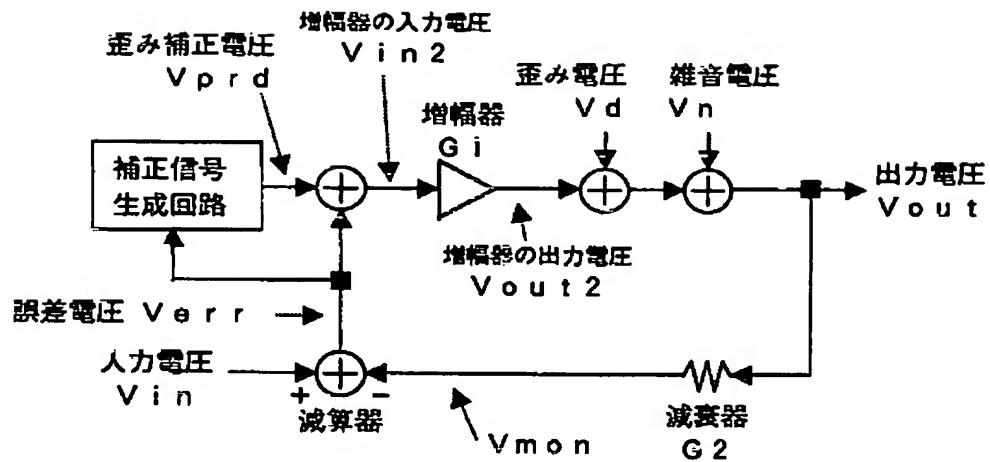 増幅器の入力電圧
Vin2
歪み補正電圧
Vprd
歪み電圧
Vd
雑音電圧
Vn
増幅器
Gi
補正信号
生成回路
出力電圧
Vout
増幅器の出力電圧
Vout2
誤差電圧 Verr
入力電圧
Vin
+
-
減算器
減衰器
G2
Vmon